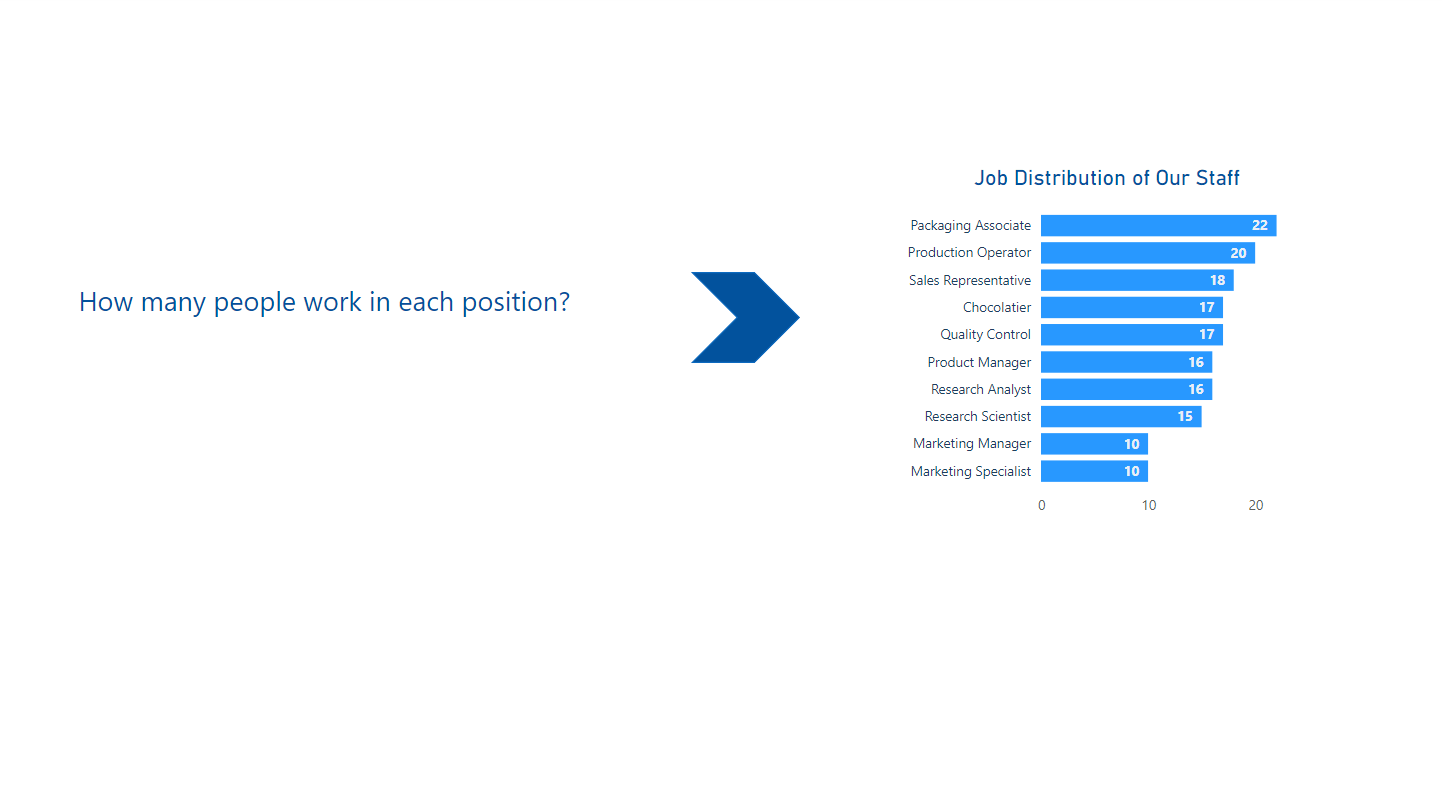 How many people work in each position?
Job Distribution of Our Staff
Packaging Associate 22
Production Operator 20
Sales Representative 18
Chocolatier 17
Quality Control 17
Product Manager 16
Research Analyst 16
Research Scientist 15
Marketing Manager 10
Marketing Specialist 10
0 10 20